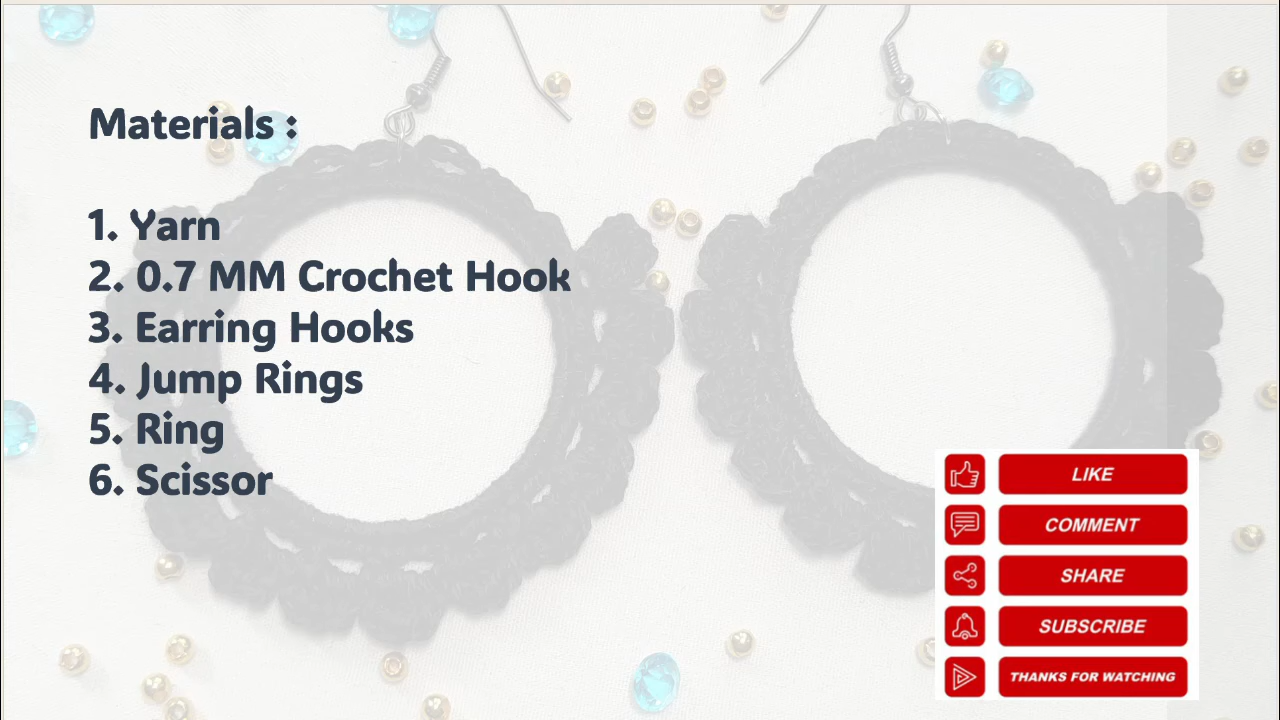 Materials :
1. Yarn
2. 0.7 MM Crochet Hook
3. Earring Hooks
4. Jump Rings
5. Ring
6. Scissor
LIKE
COMMENT
SHARE
SUBSCRIBE
THANKS FOR WATCHING